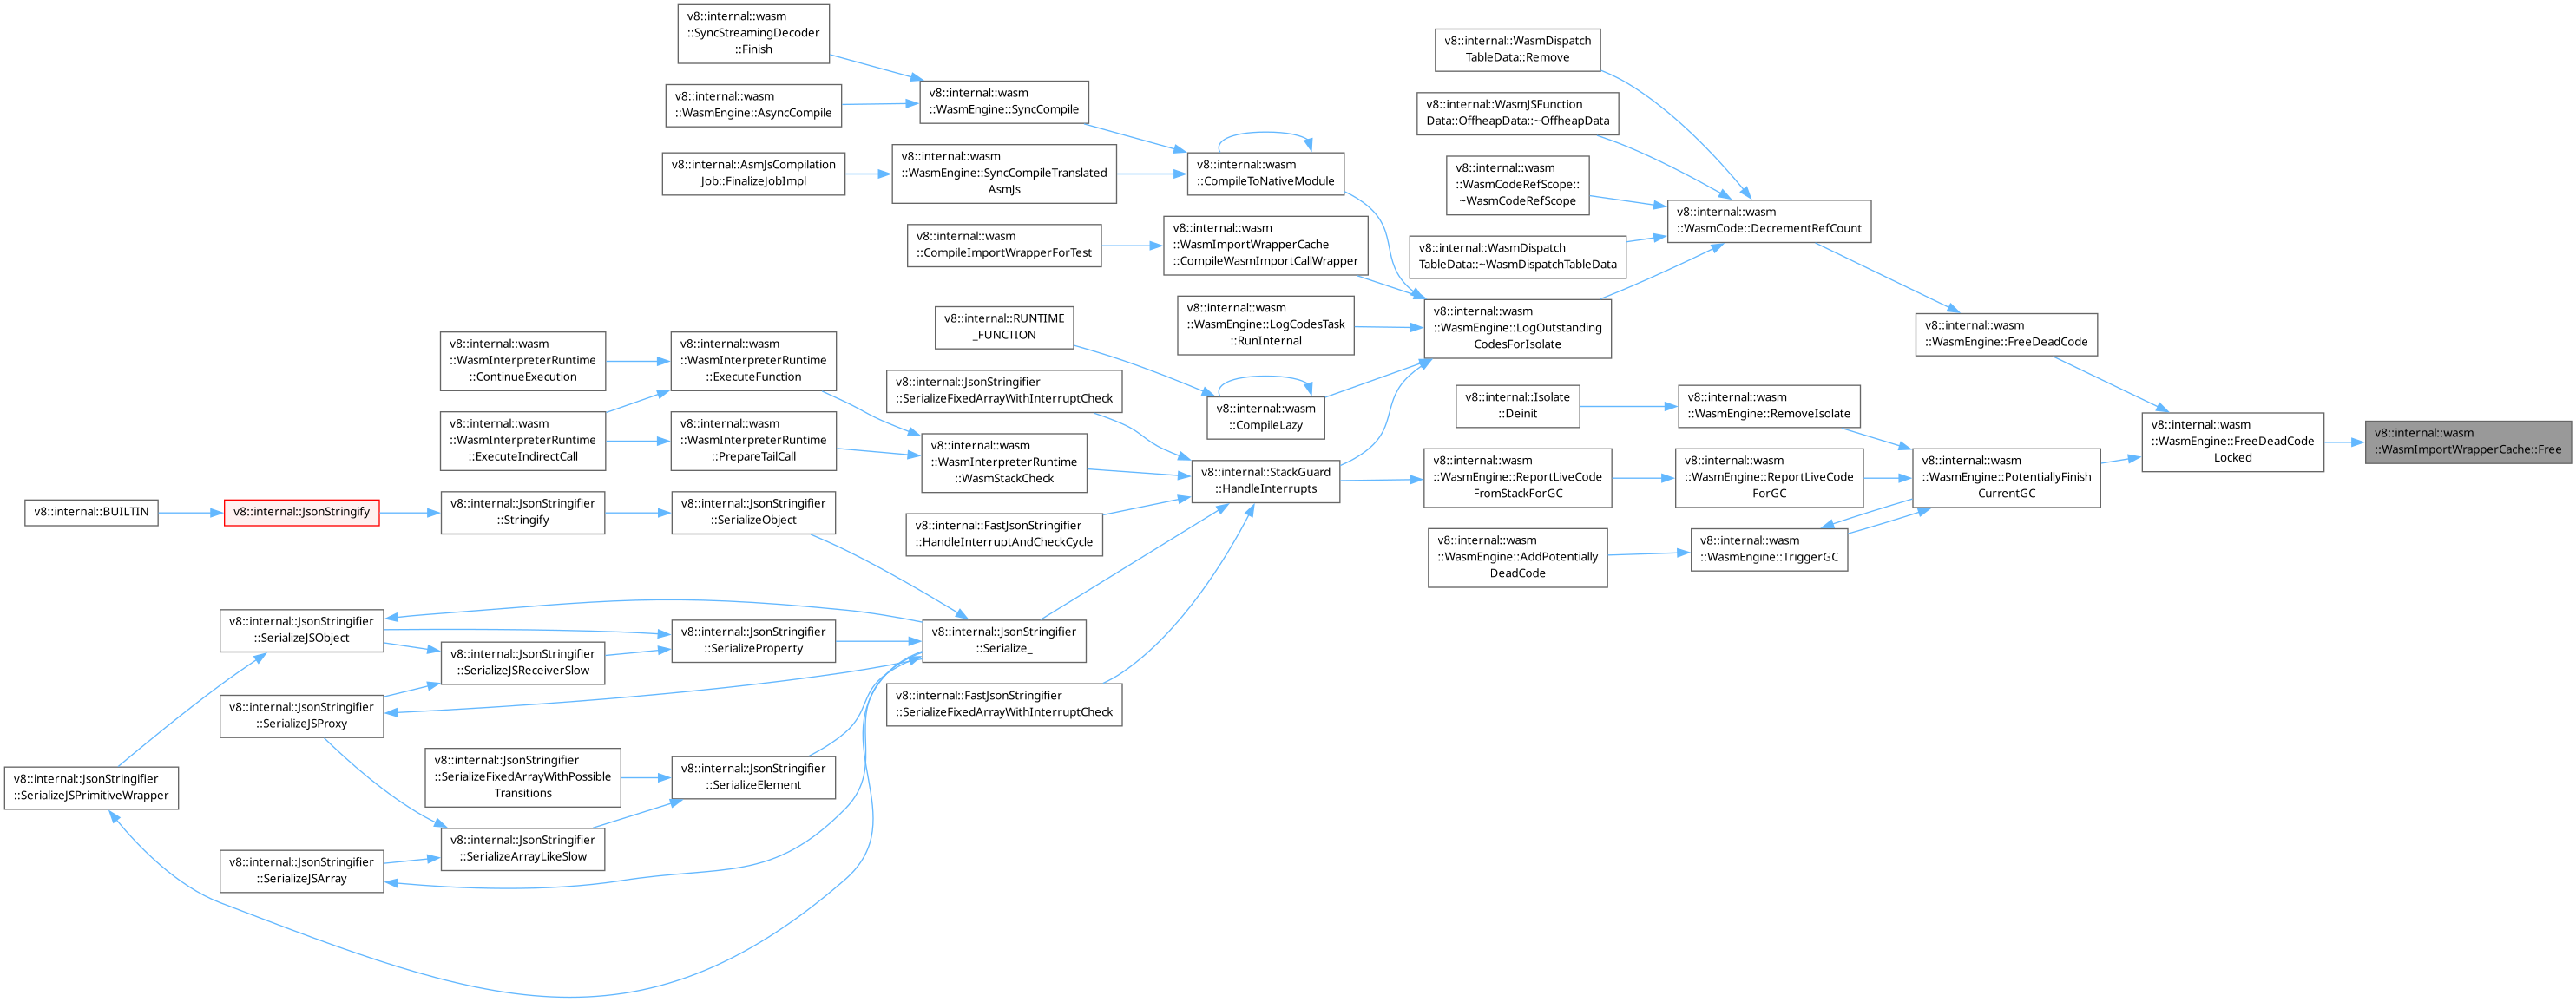 v8::internal::wasm
::SyncStreamingDecoder
::Finish
v8::internal::wasm
::WasmEngine::AsyncCompile
v8::internal::AsmJsCompilation
Job::FinalizeJobImpl
v8::internal::wasm
::WasmEngine::SyncCompile
v8::internal::wasm
::WasmEngine::SyncCompileTranslated
AsmJs
v8::internal::wasm
::CompileToNativeModule
v8::internal::wasm
::CompileImportWrapperForTest
v8::internal::wasm
::WasmImportWrapperCache
::CompileWasmImportCallWrapper
v8::internal::wasm
::WasmEngine::LogCodesTask
::RunInternal
v8::internal::RUNTIME
_FUNCTION
v8::internal::wasm
::CompileLazy
v8::internal::WasmDispatch
TableData::Remove
v8::internal::WasmJSFunction
Data::OffheapData::~OffheapData
v8::internal::wasm
::WasmCodeRefScope::
~WasmCodeRefScope
v8::internal::WasmDispatch
TableData::~WasmDispatchTableData
v8::internal::wasm
::WasmEngine::LogOutstanding
CodesForIsolate
v8::internal::wasm
::WasmCode::DecrementRefCount
v8::internal::wasm
::WasmEngine::FreeDeadCode
v8::internal::wasm
::WasmEngine::FreeDeadCode
Locked
v8::internal::wasm
::WasmImportWrapperCache::Free
v8::internal::Isolate
::Deinit
v8::internal::wasm
::WasmEngine::RemoveIsolate
v8::internal::wasm
::WasmEngine::ReportLiveCode
FromStackForGC
v8::internal::wasm
::WasmEngine::ReportLiveCode
ForGC
v8::internal::wasm
::WasmEngine::PotentiallyFinish
CurrentGC
v8::internal::wasm
::WasmEngine::AddPotentially
DeadCode
v8::internal::wasm
::WasmEngine::TriggerGC
v8::internal::StackGuard
::HandleInterrupts
v8::internal::JsonStringifier
::SerializeFixedArrayWithInterruptCheck
v8::internal::wasm
::WasmInterpreterRuntime
::WasmStackCheck
v8::internal::FastJsonStringifier
::HandleInterruptAndCheckCycle
v8::internal::JsonStringifier
::Serialize_
v8::internal::FastJsonStringifier
::SerializeFixedArrayWithInterruptCheck
v8::internal::wasm
::WasmInterpreterRuntime
::ContinueExecution
v8::internal::wasm
::WasmInterpreterRuntime
::ExecuteFunction
v8::internal::wasm
::WasmInterpreterRuntime
::ExecuteIndirectCall
v8::internal::wasm
::WasmInterpreterRuntime
::PrepareTailCall
v8::internal::BUILTIN
v8::internal::JsonStringify
v8::internal::JsonStringifier
::Stringify
v8::internal::JsonStringifier
::SerializeObject
v8::internal::JsonStringifier
::SerializeJSObject
v8::internal::JsonStringifier
::SerializeJSReceiverSlow
v8::internal::JsonStringifier
::SerializeProperty
v8::internal::JsonStringifier
::SerializeJSProxy
v8::internal::JsonStringifier
::SerializeJSPrimitiveWrapper
v8::internal::JsonStringifier
::SerializeFixedArrayWithPossible
Transitions
v8::internal::JsonStringifier
::SerializeElement
v8::internal::JsonStringifier
::SerializeArrayLikeSlow
v8::internal::JsonStringifier
::SerializeJSArray